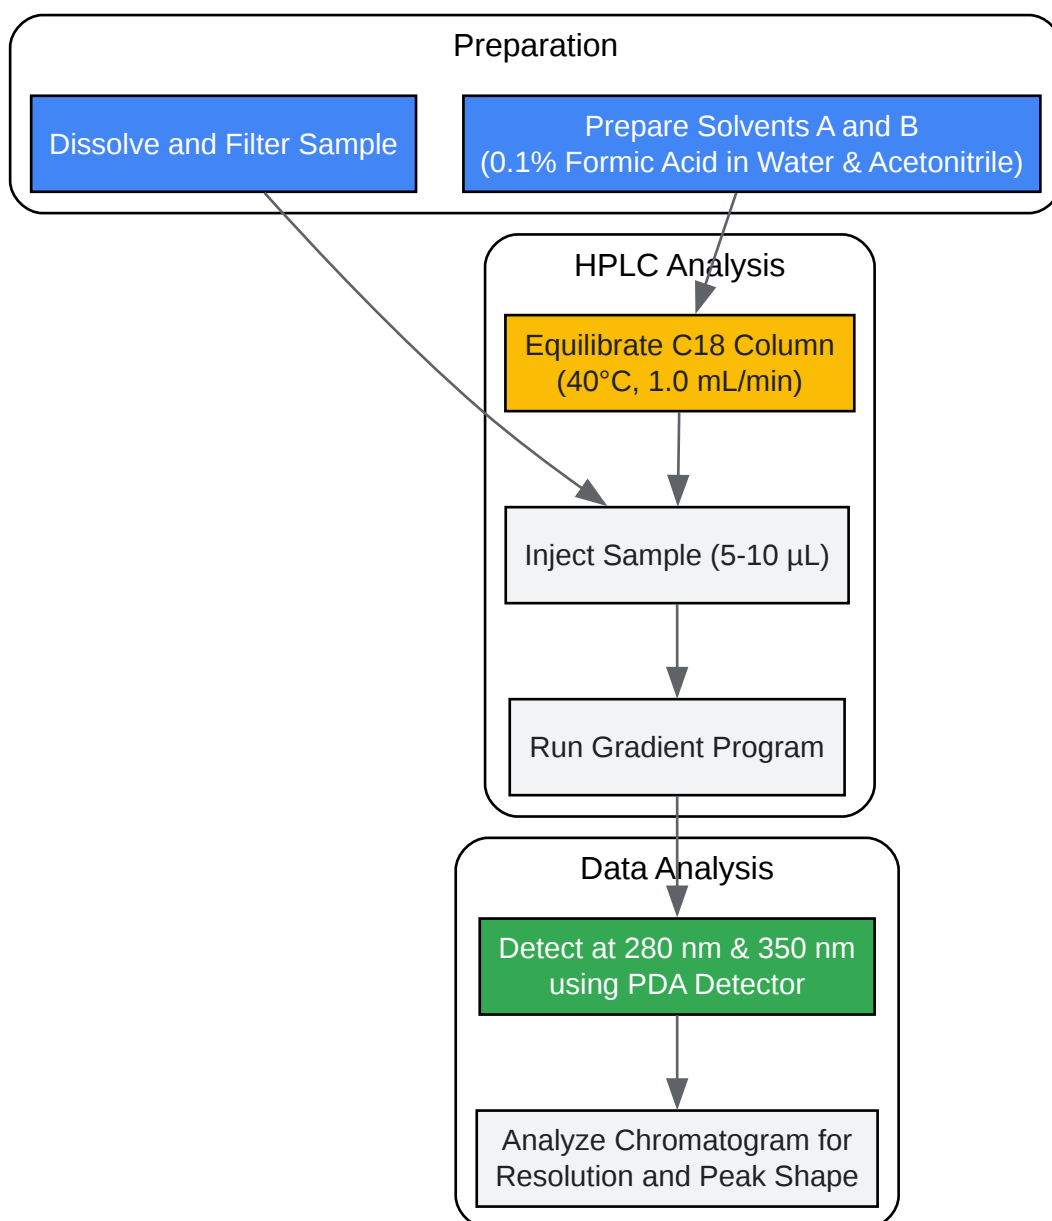 Preparation
Dissolve and Filter Sample
Prepare Solvents A and B
(0.1% Formic Acid in Water & Acetonitrile)
HPLC Analysis
Equilibrate C18 Column
(40°C, 1.0 mL/min)
Inject Sample (5-10 µL)
Run Gradient Program
Data Analysis
Detect at 280 nm & 350 nm
using PDA Detector
Analyze Chromatogram for
Resolution and Peak Shape